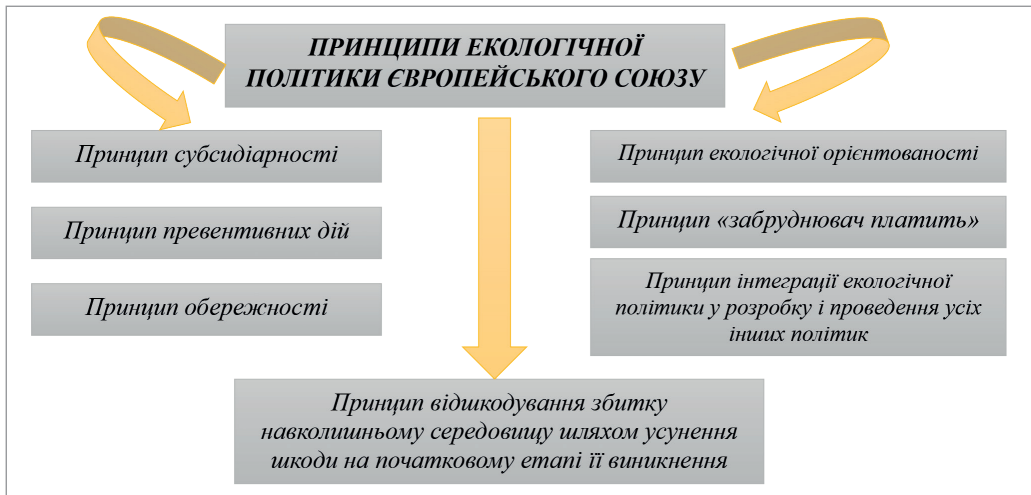 ПРИНЦИПИ ЕКОЛОГІЧНОЇ
ПОЛІТИКИ ЄВРОПЕЙСЬКОГО СОЮЗУ
Принцип субсидіарності
Принцип превентивних дій
Принцип обережності
Принцип екологічної орієнтованості
Принцип «забруднювач платить»
Принцип інтеграції екологічної
політики у розробку і проведення усіх
інших політик
Принцип відшкодування збитку
навколишньому середовищу шляхом усунення
шкоди на початковому етапі її виникнення